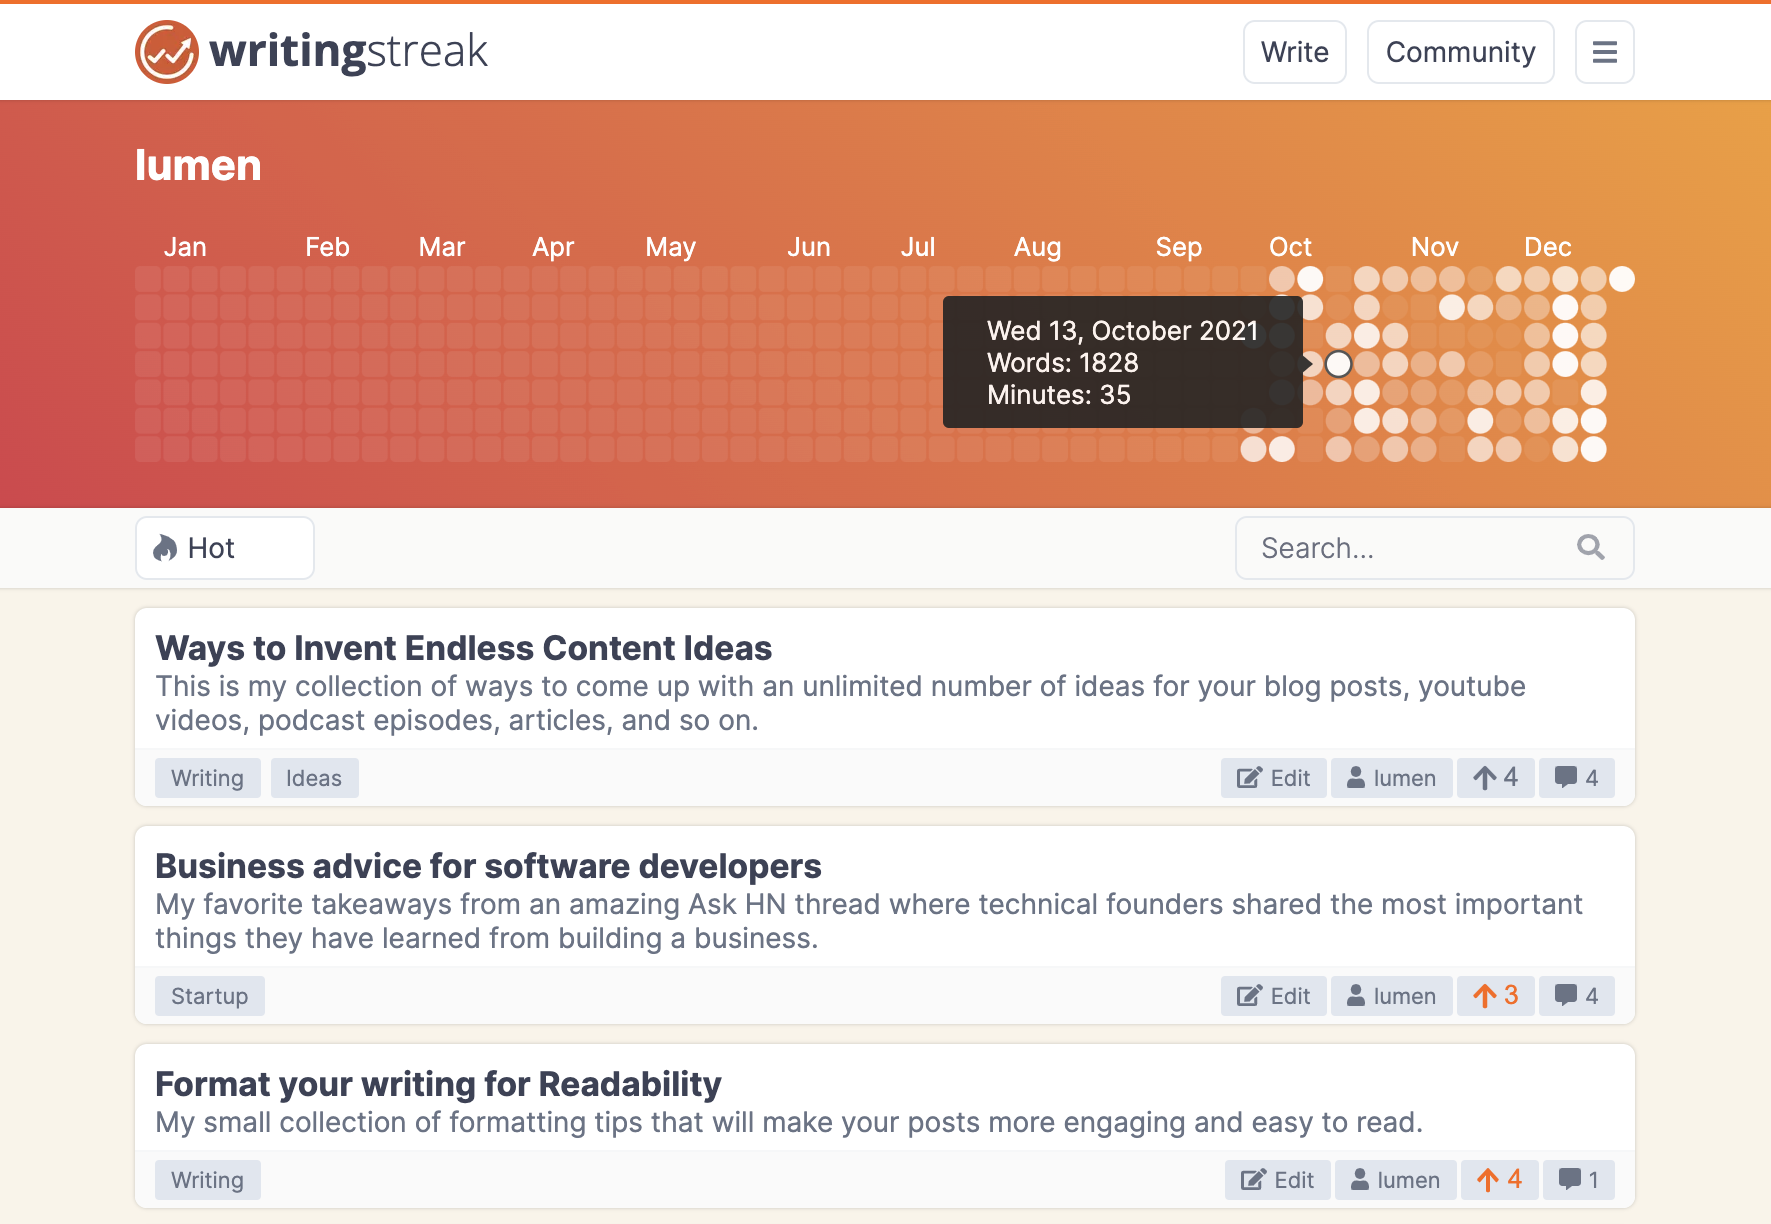 writingstreak
Write
Community
lumen
Jan Feb Mar Apr May Jun Jul Aug Sep Oct Nov Dec
Wed 13, October 2021
Words: 1828
Minutes: 35
Hot
Search...
Ways to Invent Endless Content Ideas
This is my collection of ways to come up with an unlimited number of ideas for your blog posts, youtube
videos, podcast episodes, articles, and so on.
Writing Ideas Edit lumen 4 4
Business advice for software developers
My favorite takeaways from an amazing Ask HN thread where technical founders shared the most important
things they have learned from building a business.
Startup Edit lumen 3 4
Format your writing for Readability
My small collection of formatting tips that will make your posts more engaging and easy to read.
Writing Edit lumen 4 1